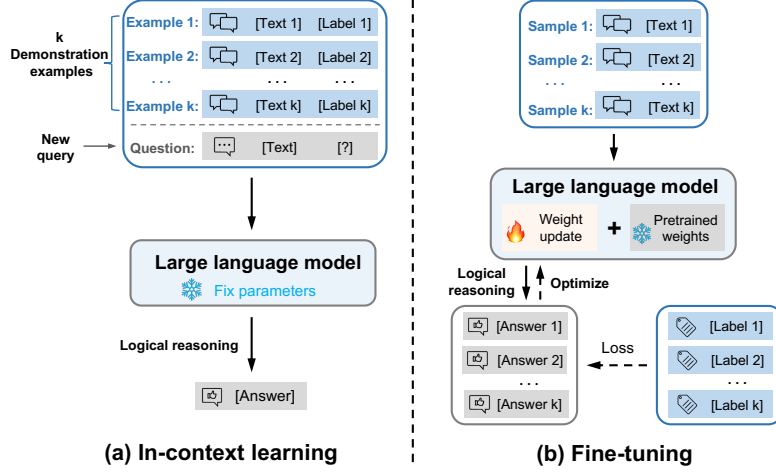 k
Demonstration
examples
Example 1: [Text 1] [Label 1]
Example 2: [Text 2] [Label 2]
... ... ...
Example k: [Text k] [Label k]
New
query
Question: [Text] [?]
Large language model
Fix parameters
Logical reasoning
[Answer]
(a) In-context learning
Sample 1: [Text 1]
Sample 2: [Text 2]
... ...
Sample k: [Text k]
Large language model
Weight
update
+
Pretrained
weights
Logical
reasoning
Optimize
[Answer 1]
[Answer 2]
...
[Answer k]
Loss
[Label 1]
[Label 2]
...
[Label k]
(b) Fine-tuning